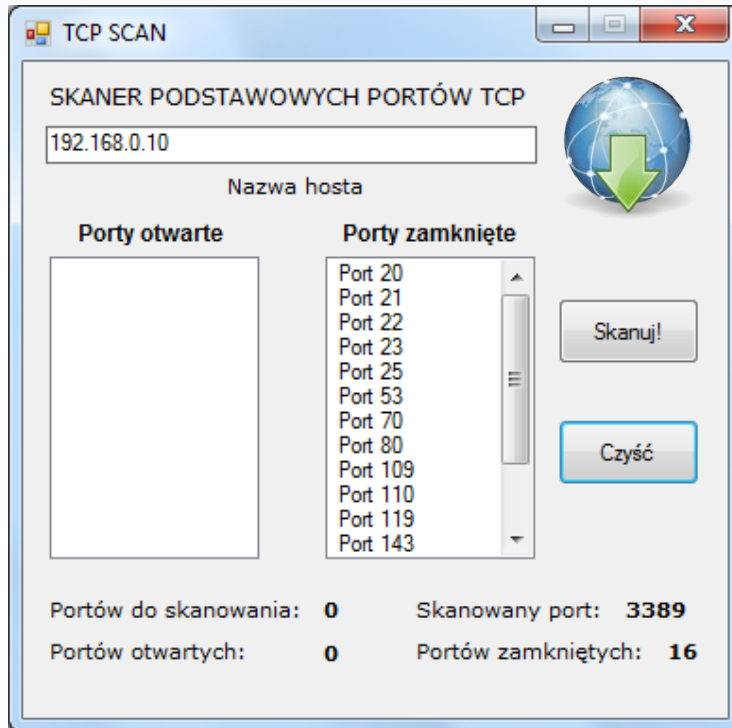 TCP SCAN
SKANER PODSTAWOWYCH PORTÓW TCP
192.168.0.10
Nazwa hosta
Porty otwarte
Porty zamknięte
Port 20
Port 21
Port 22
Port 23
Port 25
Port 53
Port 70
Port 80
Port 109
Port 110
Port 119
Port 143
Skanuj!
Czyść
Portów do skanowania: 0
Skanowany port: 3389
Portów otwartych: 0
Portów zamkniętych: 16